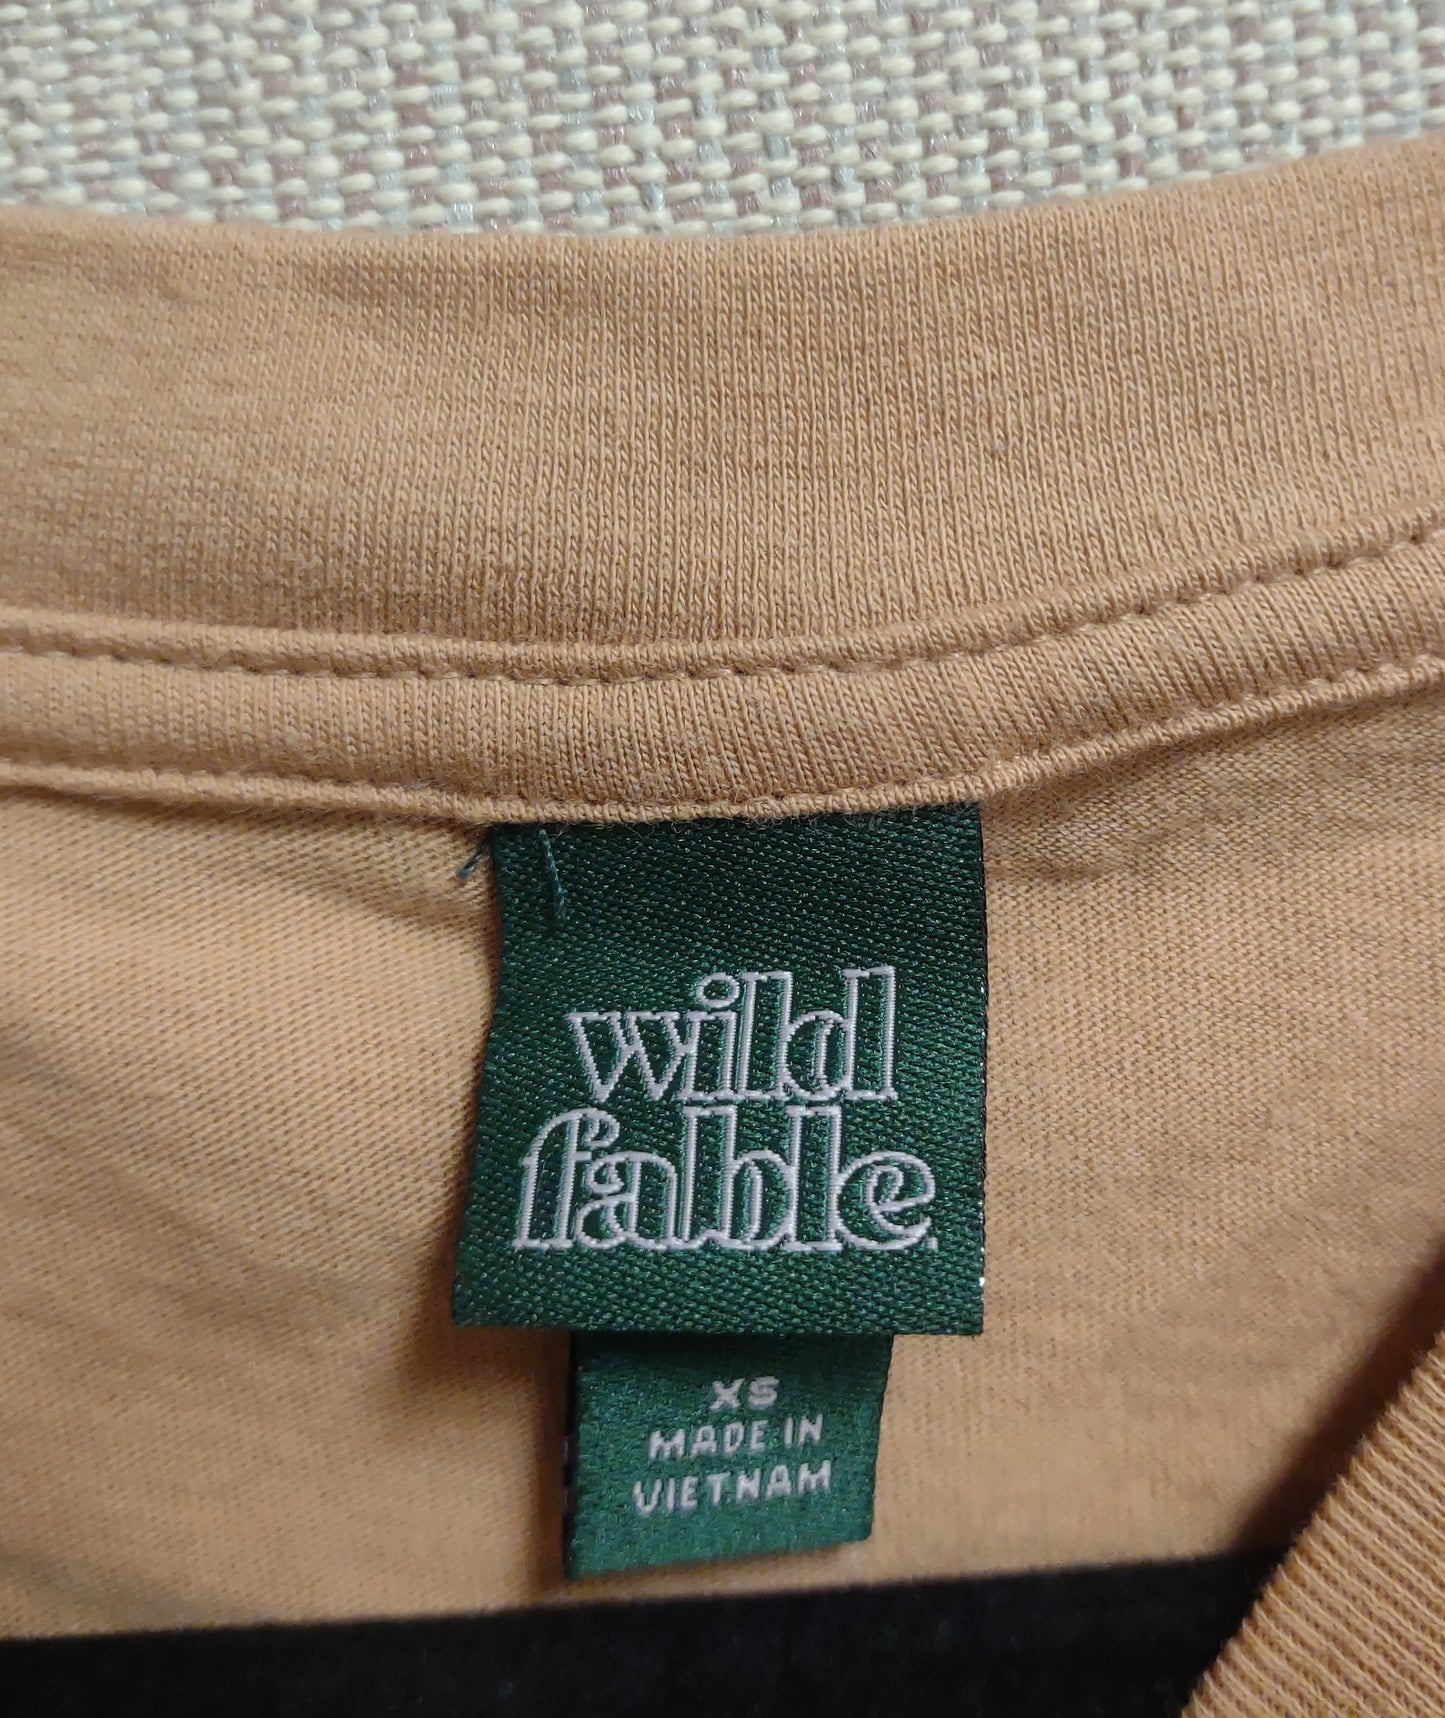 wild
fable.
XS
MADE IN
VIETNAM